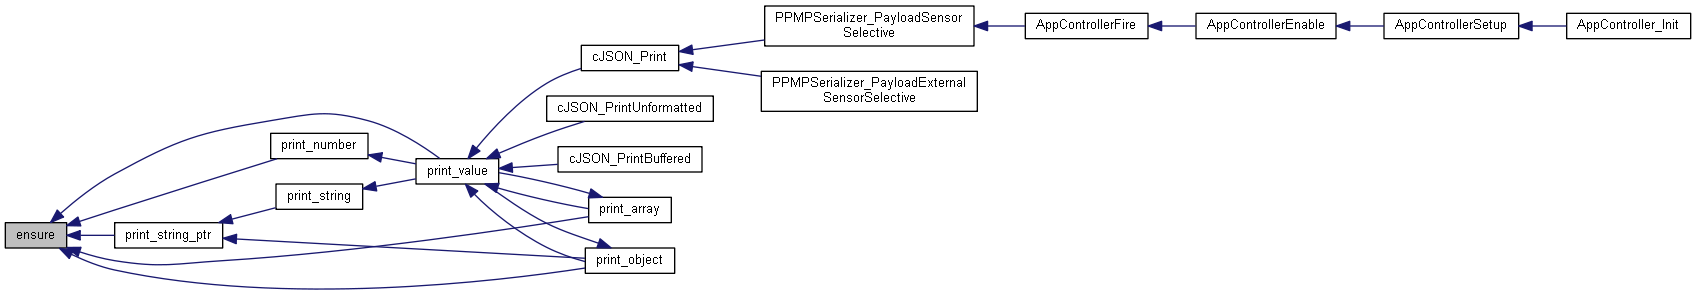 ensure
print_number
print_string
print_string_ptr
print_value
cJSON_Print
cJSON_PrintUnformatted
cJSON_PrintBuffered
print_array
print_object
PPMPSerializer_PayloadSensor
Selective
PPMPSerializer_PayloadExternal
SensorSelective
AppControllerFire
AppControllerEnable
AppControllerSetup
AppController_Init